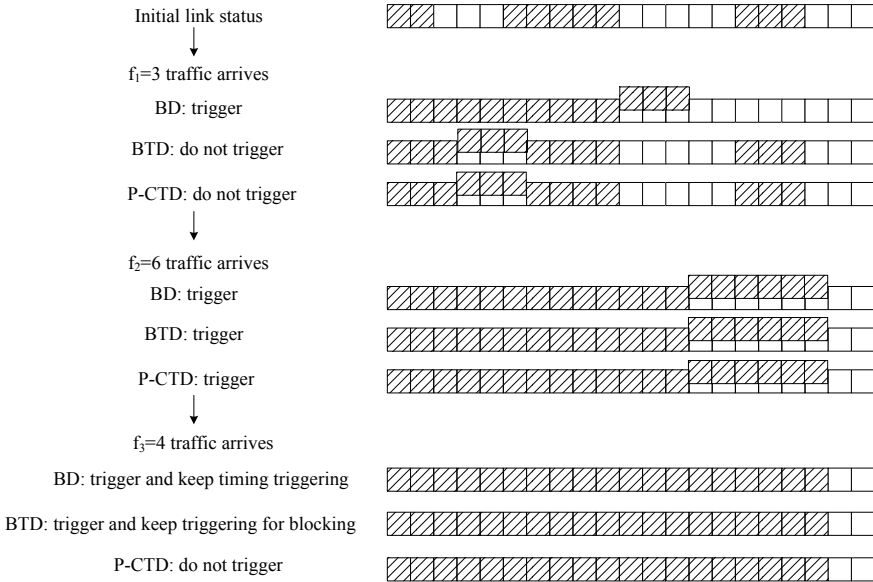 Initial link status
f₁=3 traffic arrives
BD: trigger
BTD: do not trigger
P-CTD: do not trigger
f₂=6 traffic arrives
BD: trigger
BTD: trigger
P-CTD: trigger
f₃=4 traffic arrives
BD: trigger and keep timing triggering
BTD: trigger and keep triggering for blocking
P-CTD: do not trigger